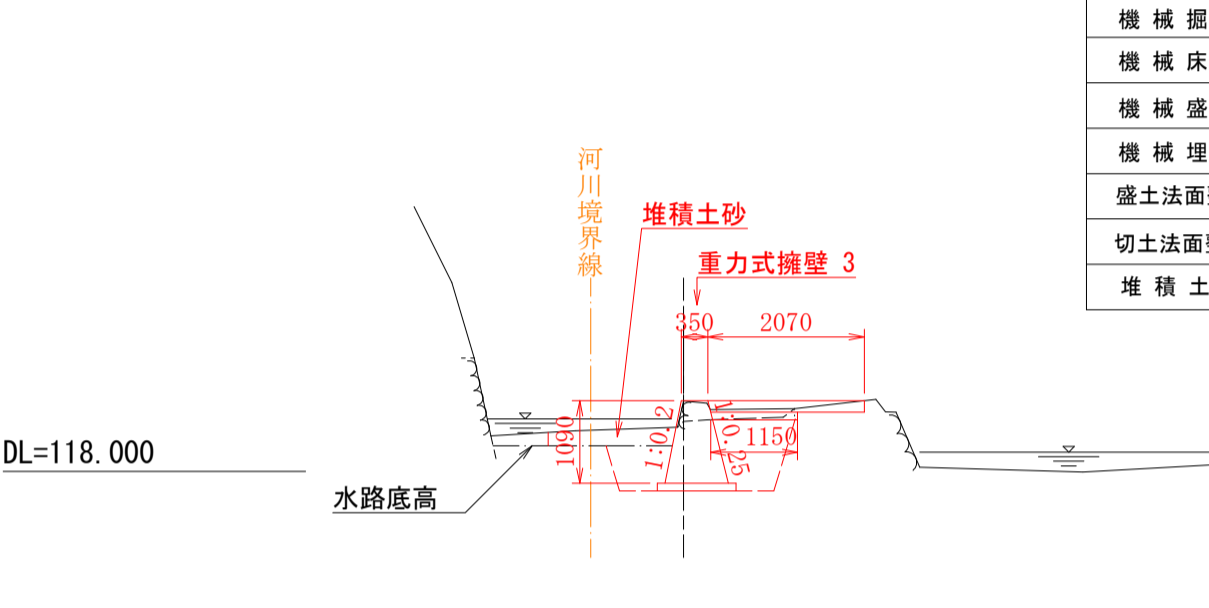 機 械 掘
機 械 床
機 械 盛
機 械 埋
盛土法面
切土法面
堆 積 土
河川境界線
堆積土砂
重力式擁壁 3
350
2070
1090
1:0.2
1:0.25
1150
DL=118.000
水路底高